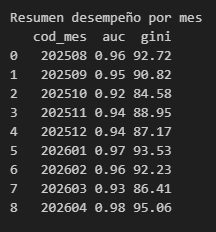 Resumen desempeño por mes
cod_mes auc gini
0 202508 0.96 92.72
1 202509 0.95 90.82
2 202510 0.92 84.58
3 202511 0.94 88.95
4 202512 0.94 87.17
5 202601 0.97 93.53
6 202602 0.96 92.23
7 202603 0.93 86.41
8 202604 0.98 95.06